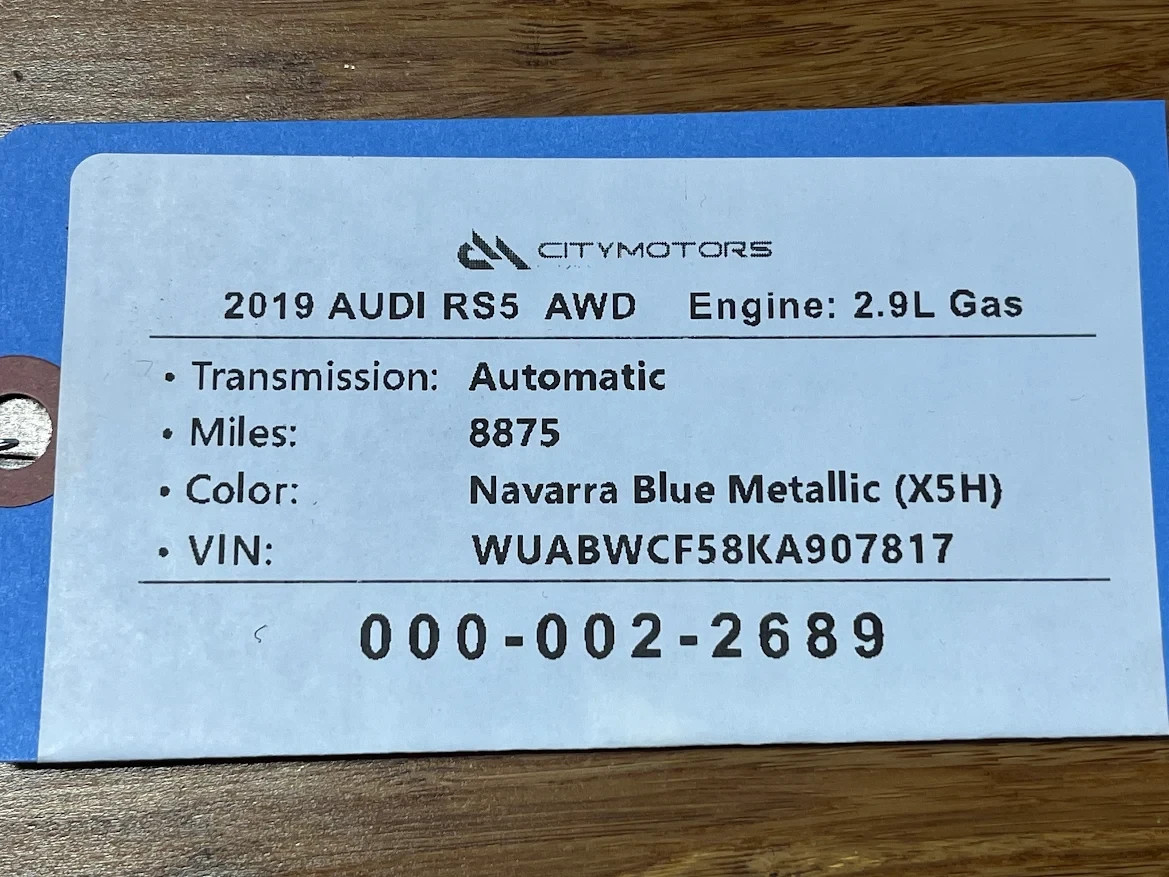 CITYMOTORS
2019 AUDI RS5 AWD Engine: 2.9L Gas
• Transmission: Automatic
• Miles: 8875
• Color: Navarra Blue Metallic (X5H)
• VIN: WUABWCF58KA907817
000-002-2689